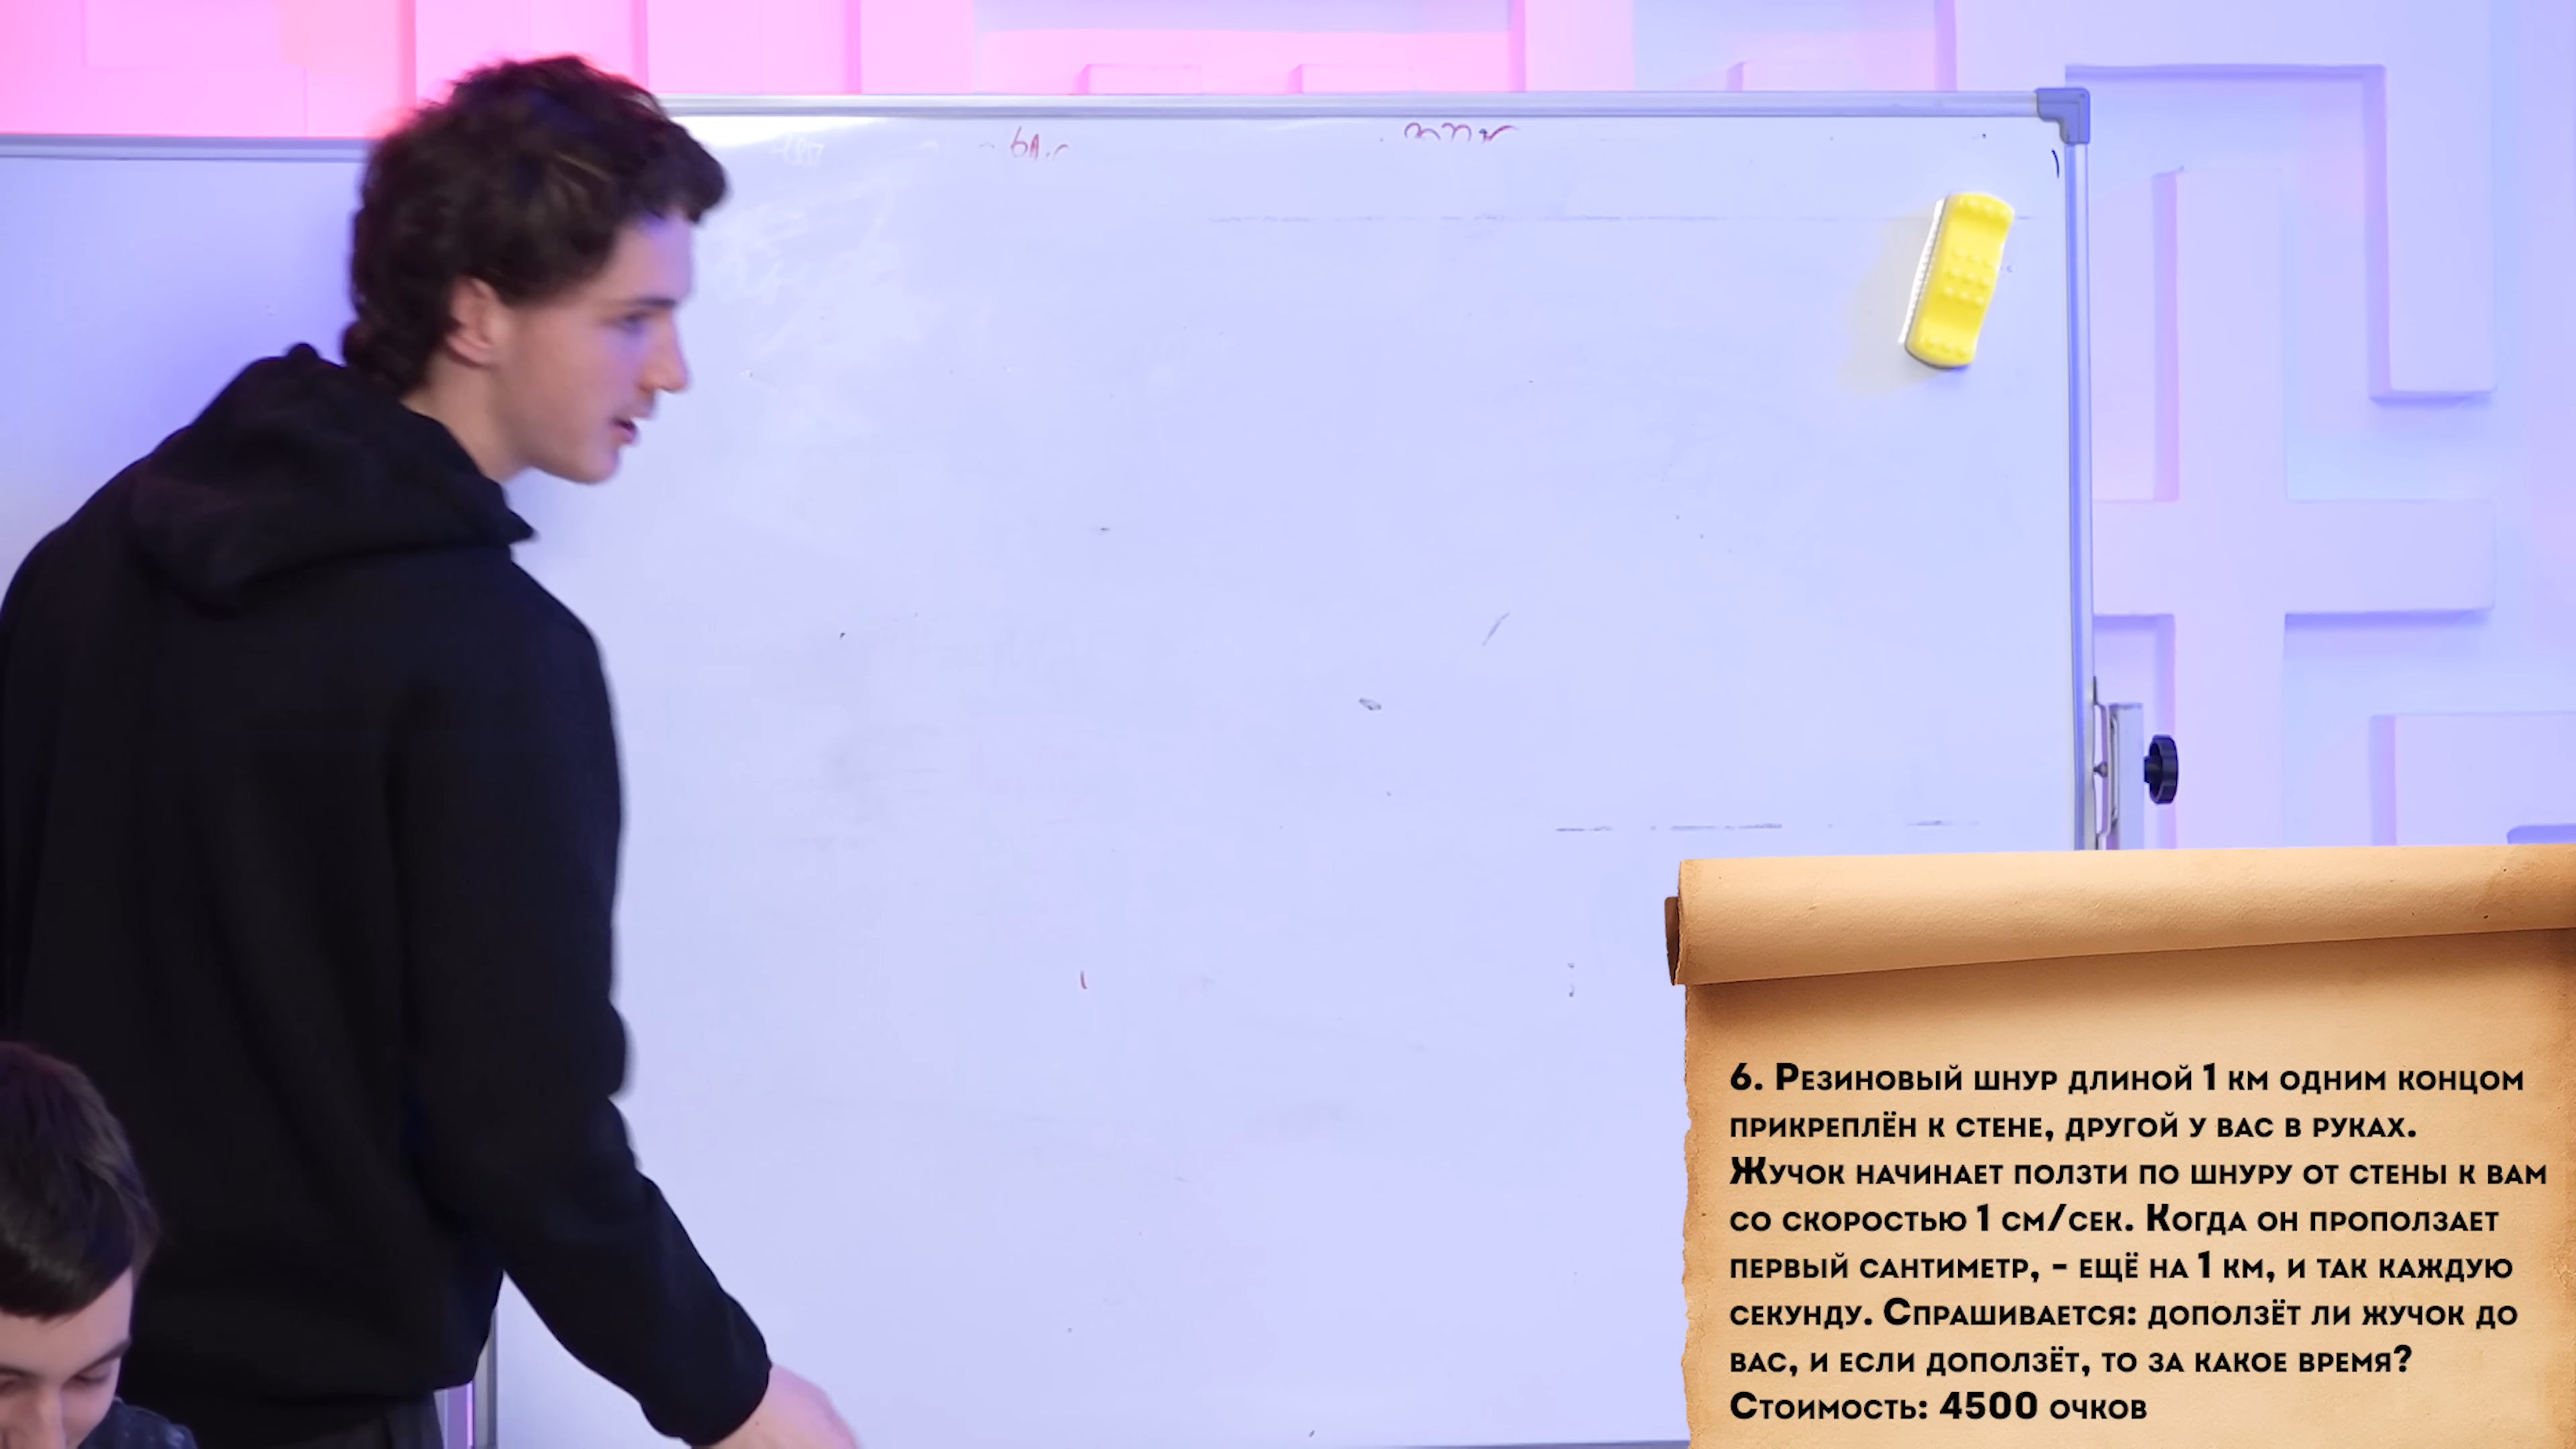 6. Резиновый шнур длиной 1 км одним концом
прикреплён к стене, другой у вас в руках.
Жучок начинает ползти по шнуру от стены к вам
со скоростью 1 см/сек. Когда он проползает
первый сантиметр, - ещё на 1 км, и так каждую
секунду. Спрашивается: доползёт ли жучок до
вас, и если доползёт, то за какое время?
Стоимость: 4500 очков